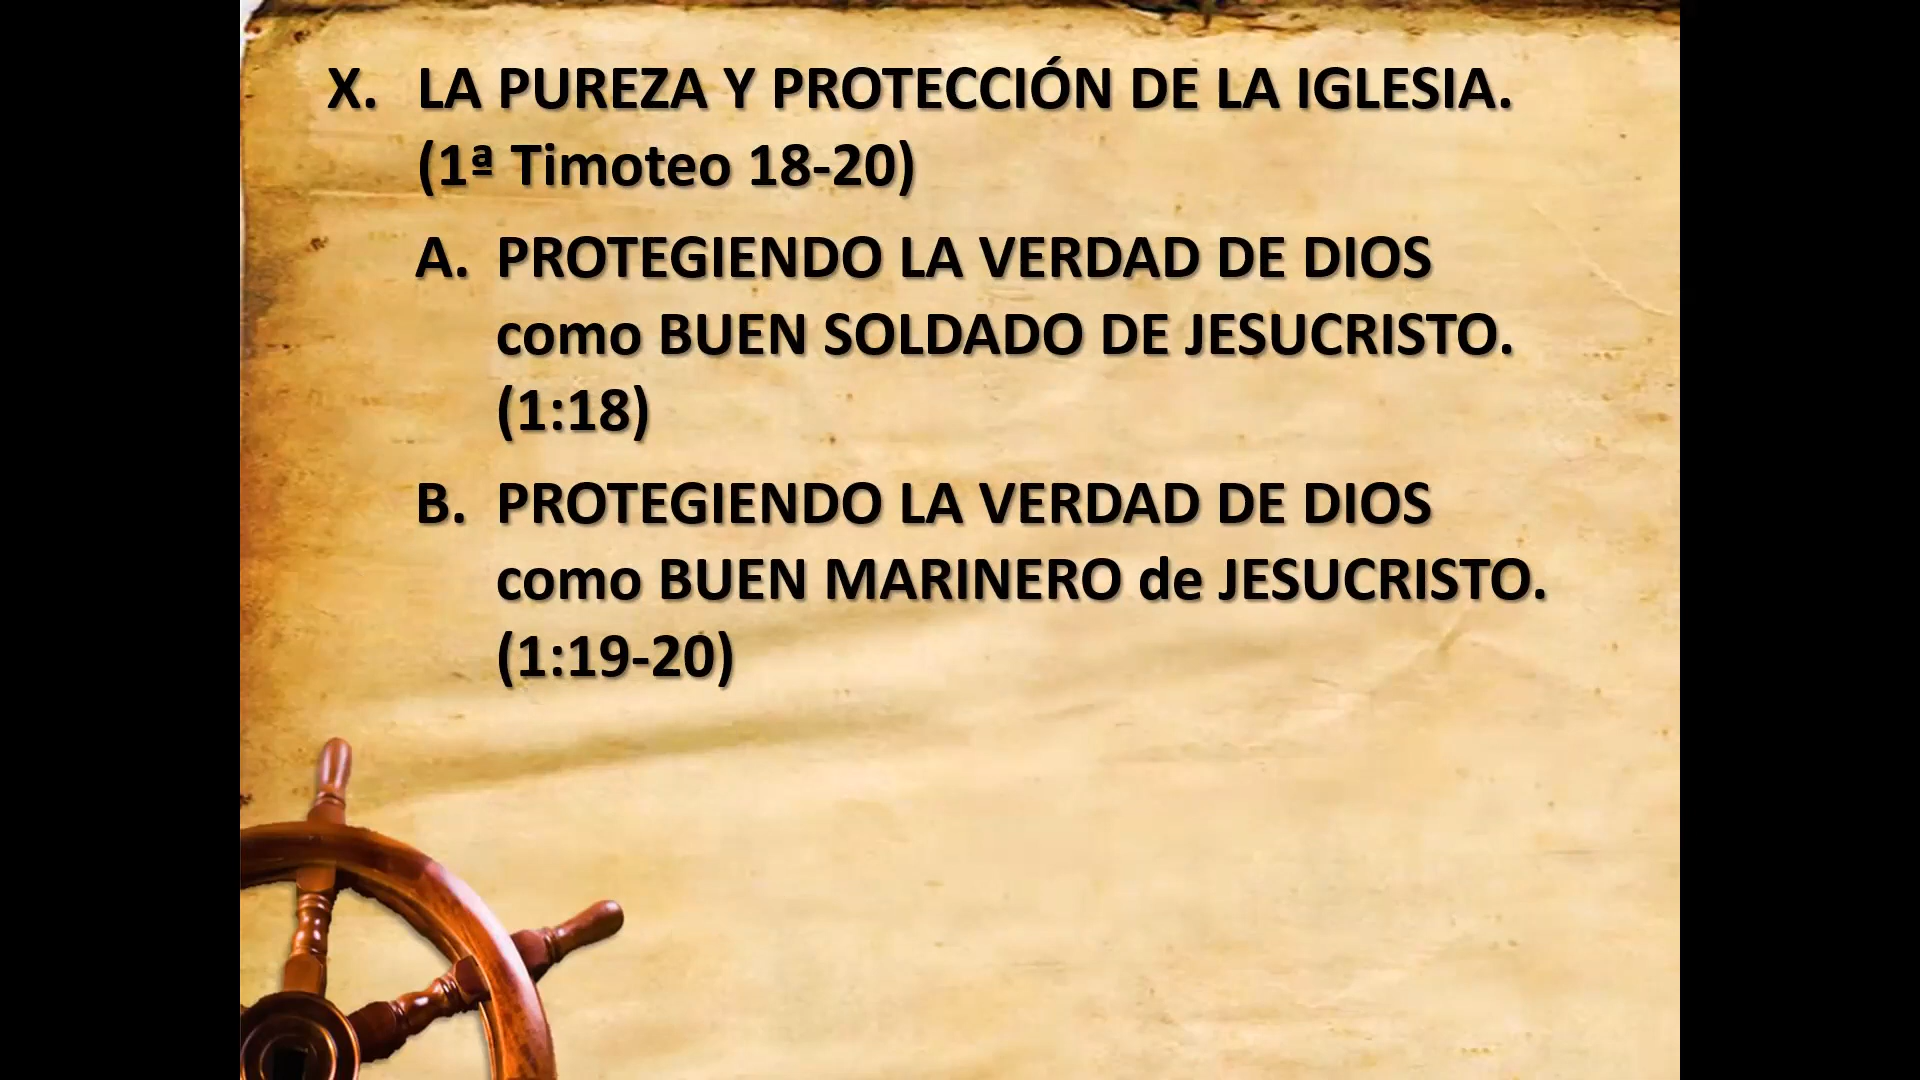 X. LA PUREZA Y PROTECCIÓN DE LA IGLESIA.
(1ª Timoteo 18-20)
A. PROTEGIENDO LA VERDAD DE DIOS
como BUEN SOLDADO DE JESUCRISTO.
(1:18)
B. PROTEGIENDO LA VERDAD DE DIOS
como BUEN MARINERO de JESUCRISTO.
(1:19-20)